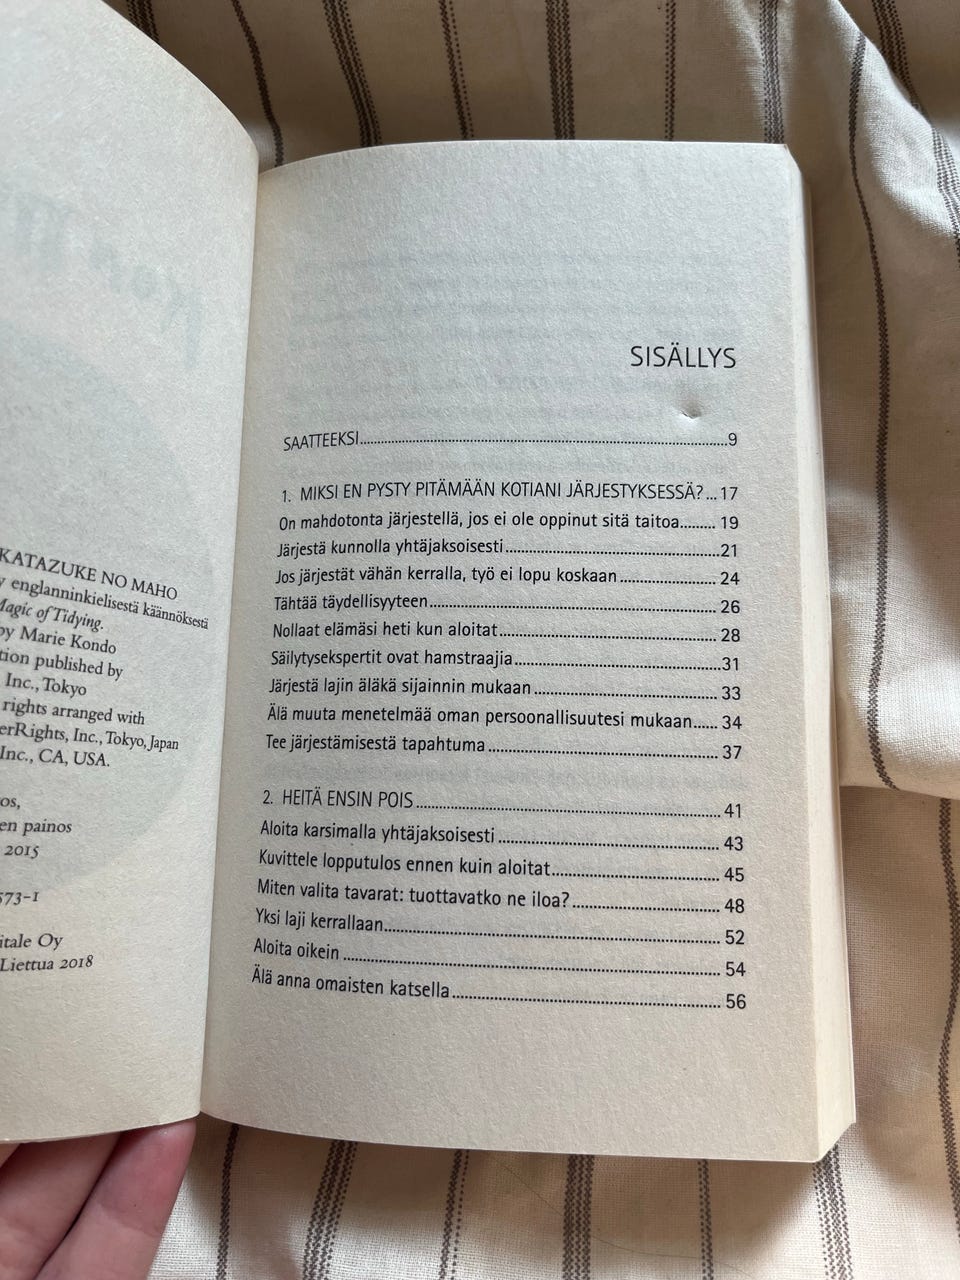 KATAZUKE NO MAHO
englanninkielisestä käännöksestä
Magic of Tidying.
by Marie Kondo
published by
Inc., Tokyo
rights arranged with
Inc., Tokyo, Japan
Inc., CA, USA.
painos
2015
573-1
Oy
Liettua 2018
SISÄLLYS
SAATTEEKSI 9
1. MIKSI EN PYSTY PITÄMÄÄN KOTIANI JÄRJESTYKSESSÄ? 17
On mahdotonta järjestellä, jos ei ole oppinut sitä taitoa 19
Järjestä kunnolla yhtäjaksoisesti 21
Jos järjestät vähän kerralla, työ ei lopu koskaan 24
Tähtää täydellisyyteen 26
Nollaat elämäsi heti kun aloitat 28
Säilytysekspertit ovat hamstraajia 31
Järjestä lajin äläkä sijainnin mukaan 33
Älä muuta menetelmää oman persoonallisuutesi mukaan 34
Tee järjestämisestä tapahtuma 37
2. HEITÄ ENSIN POIS 41
Aloita karsimalla yhtäjaksoisesti 43
Kuvittele lopputulos ennen kuin aloitat 45
Miten valita tavarat: tuottavatko ne iloa? 48
Yksi laji kerrallaan 52
Aloita oikein 54
Älä anna omaisten katsella 56